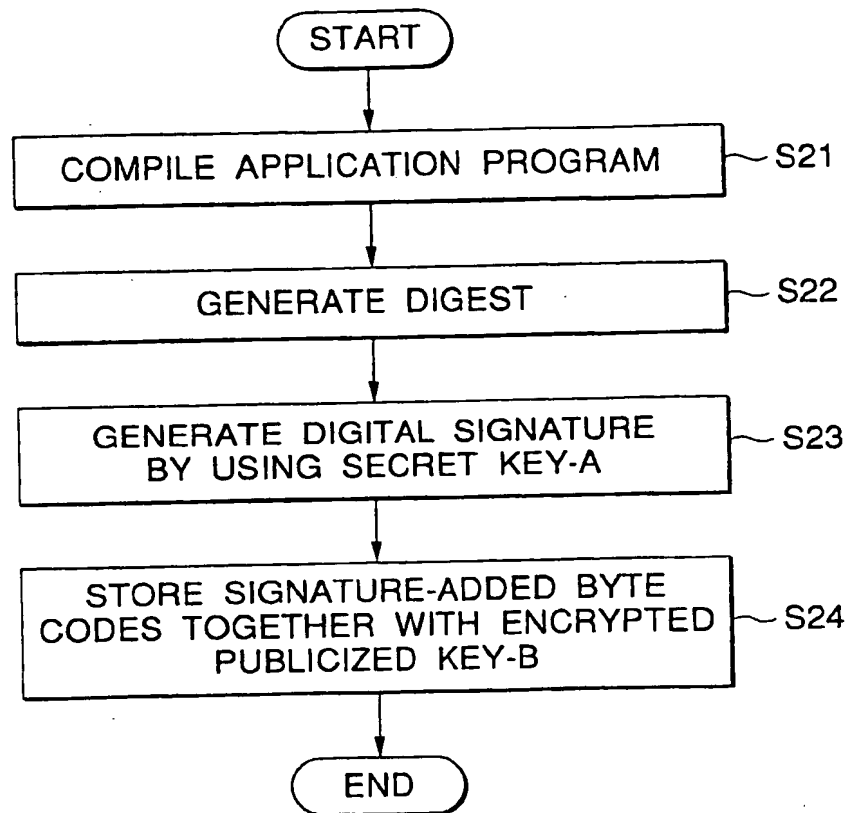 START
COMPILE APPLICATION PROGRAM
S21
GENERATE DIGEST
S22
GENERATE DIGITAL SIGNATURE
BY USING SECRET KEY-A
S23
STORE SIGNATURE-ADDED BYTE
CODES TOGETHER WITH ENCRYPTED
PUBLICIZED KEY-B
S24
END